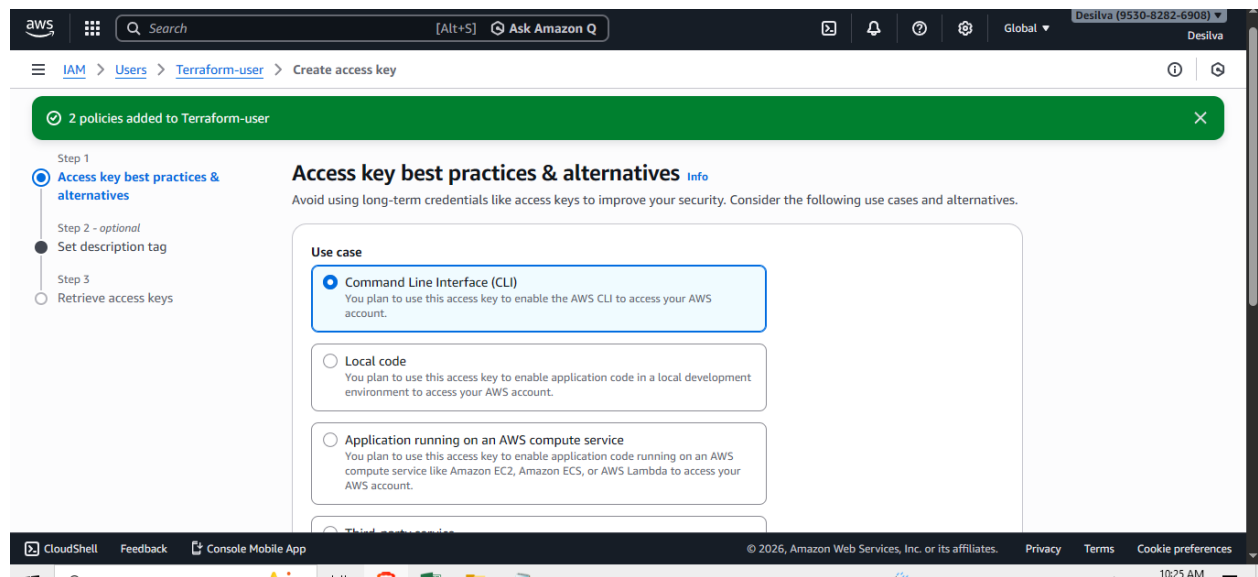 aws
Search [Alt+S] Ask Amazon Q
Global ▼
Desilva (9530-8282-6908) ▼
Desilva
IAM > Users > Terraform-user > Create access key
2 policies added to Terraform-user
Step 1
Access key best practices &
alternatives
Step 2 - optional
Set description tag
Step 3
Retrieve access keys
Access key best practices & alternatives Info
Avoid using long-term credentials like access keys to improve your security. Consider the following use cases and alternatives.
Use case
Command Line Interface (CLI)
You plan to use this access key to enable the AWS CLI to access your AWS
account.
Local code
You plan to use this access key to enable application code in a local development
environment to access your AWS account.
Application running on an AWS compute service
You plan to use this access key to enable application code running on an AWS
compute service like Amazon EC2, Amazon ECS, or AWS Lambda to access your
AWS account.
Third-party service
CloudShell Feedback Console Mobile App © 2026, Amazon Web Services, Inc. or its affiliates. Privacy Terms Cookie preferences
10:25 AM